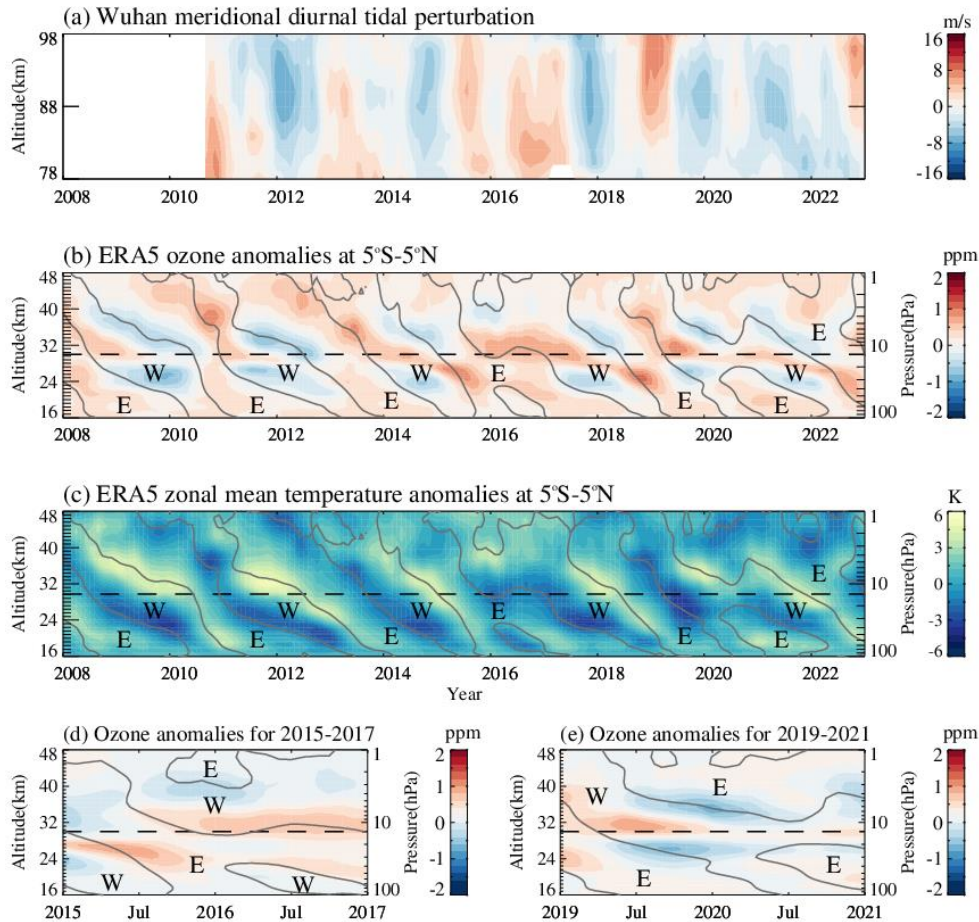 (a) Wuhan meridional diurnal tidal perturbation
m/s
Altitude(km)
98
88
78
2008 2010 2012 2014 2016 2018 2020 2022
16
8
0
-8
-16
(b) ERA5 ozone anomalies at 5°S-5°N
ppm
Altitude(km)
48
40
32
24
16
E
W W W E W W
E E E E E
1
10
100
Pressure(hPa)
2008 2010 2012 2014 2016 2018 2020 2022
2
1
0
-1
-2
(c) ERA5 zonal mean temperature anomalies at 5°S-5°N
K
Altitude(km)
48
40
32
24
16
E
W W W E W W
E E E E E
1
10
100
Pressure(hPa)
2008 2010 2012 2014 2016 2018 2020 2022
Year
6
3
0
-3
-6
(d) Ozone anomalies for 2015-2017
ppm
Altitude(km)
48
40
32
24
16
E
W
E
W W
1
10
100
Pressure(hPa)
2015 Jul 2016 Jul 2017
2
1
0
-1
-2
(e) Ozone anomalies for 2019-2021
ppm
Altitude(km)
48
40
32
24
16
W E
E E
1
10
100
Pressure(hPa)
2019 Jul 2020 Jul 2021
2
1
0
-1
-2